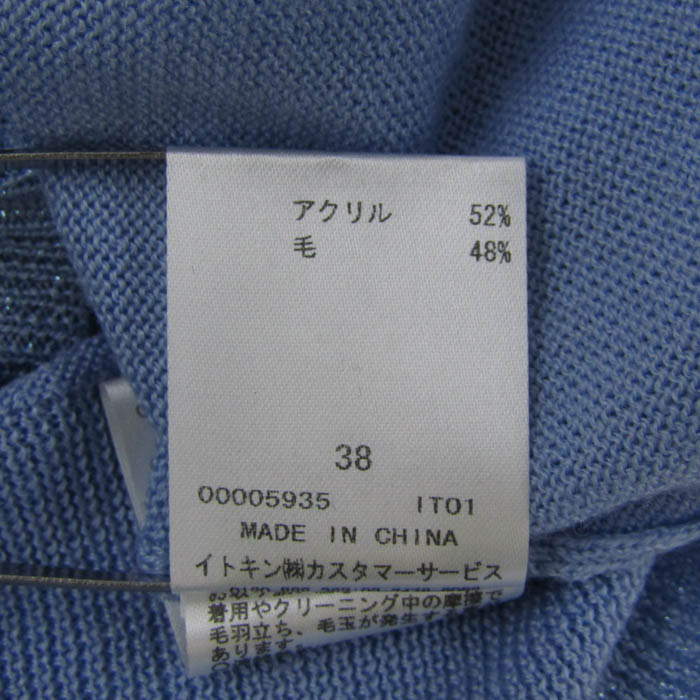 アクリル 52%
毛 48%
38
00005935 IT01
MADE IN CHINA
イトキン㈱カスタマーサービス
着用やクリーニング中の摩擦で
毛羽立ち、毛玉が発生す
あります。